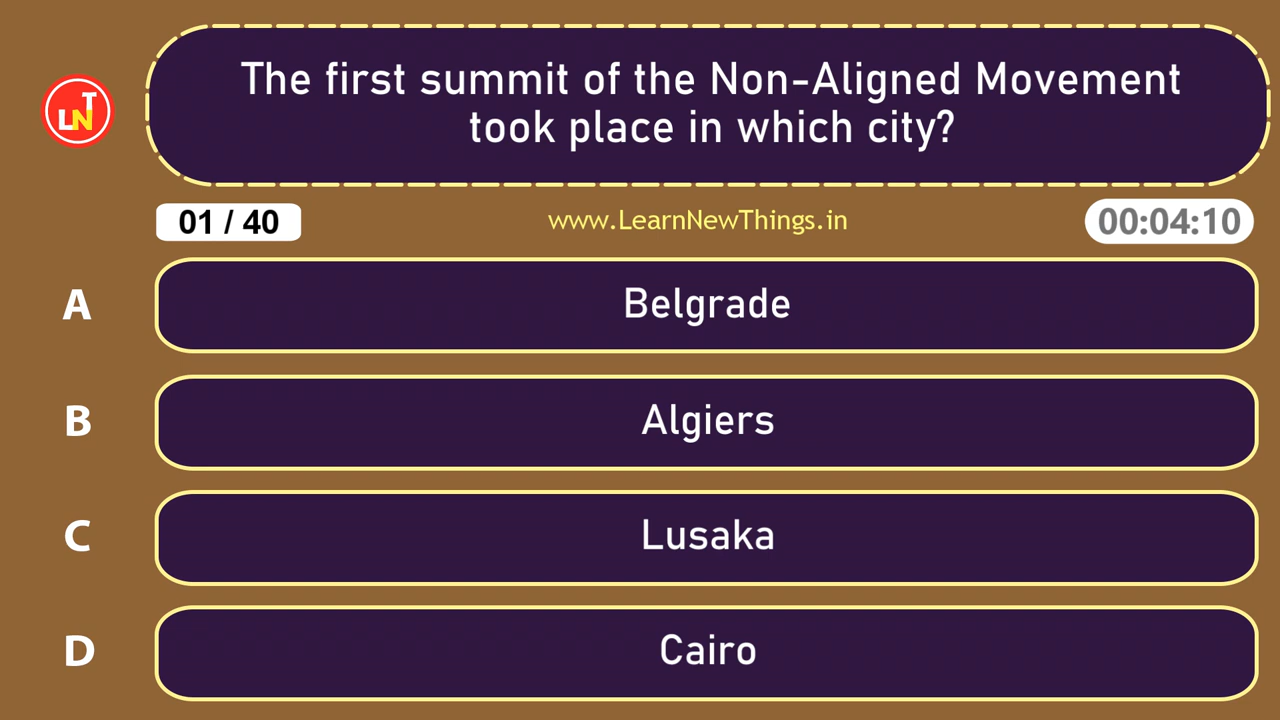 The first summit of the Non-Aligned Movement
took place in which city?
LNT
01 / 40
www.LearnNewThings.in
00:04:10
A
Belgrade
B
Algiers
C
Lusaka
D
Cairo